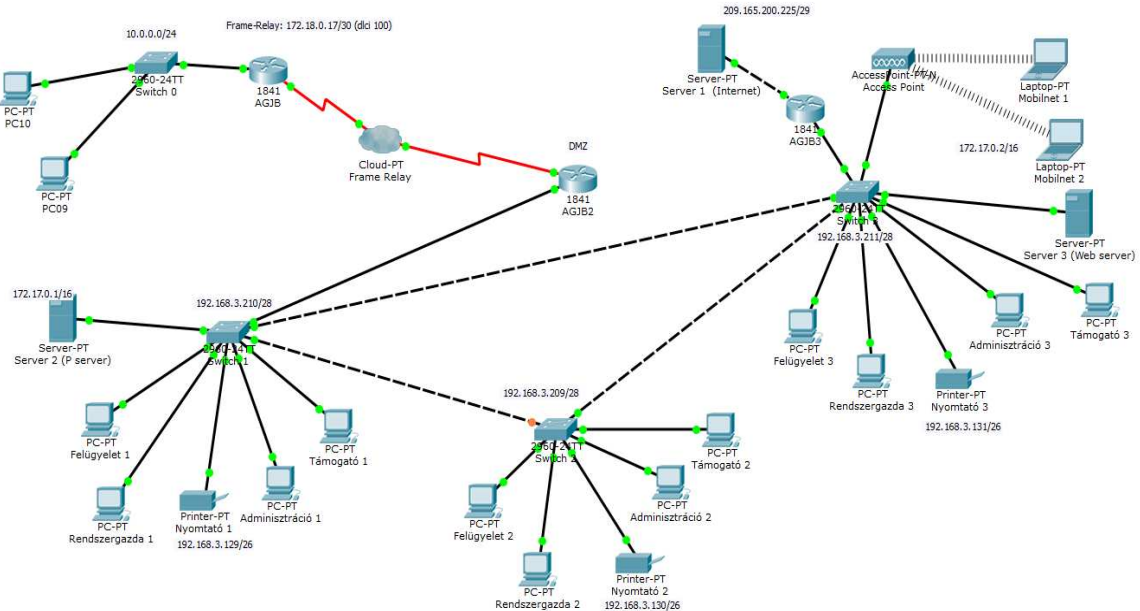 209.165.200.225/29
Frame-Relay: 172.18.0.17/30 (dlci 100)
10.0.0.0/24
2960-24TT
Switch 0
1841
AGJB
PC-PT
PC10
PC-PT
PC09
Cloud-PT
Frame Relay
DMZ
1841
AGJB2
Server-PT
Server 1 (Internet)
1841
AGJB3
AccessPoint-PT-N
Access Point
Laptop-PT
Mobilnet 1
172.17.0.2/16
Laptop-PT
Mobilnet 2
2960-24TT
Switch 3
192.168.3.211/28
Server-PT
Server 3 (Web server)
PC-PT
Felügyelet 3
PC-PT
Rendszergazda 3
Printer-PT
Nyomtató 3
192.168.3.131/26
PC-PT
Adminisztráció 3
PC-PT
Támogató 3
172.17.0.1/16
Server-PT
Server 2 (P server)
192.168.3.210/28
2960-24TT
Switch 1
PC-PT
Felügyelet 1
PC-PT
Rendszergazda 1
Printer-PT
Nyomtató 1
192.168.3.129/26
PC-PT
Adminisztráció 1
PC-PT
Támogató 1
192.168.3.209/28
2960-24TT
Switch 2
PC-PT
Felügyelet 2
PC-PT
Rendszergazda 2
Printer-PT
Nyomtató 2
192.168.3.130/26
PC-PT
Adminisztráció 2
PC-PT
Támogató 2